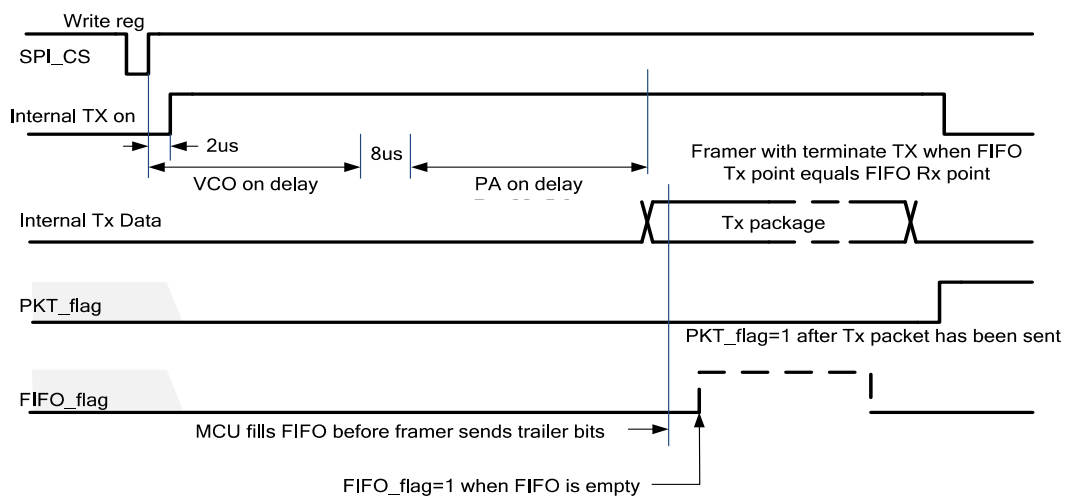 Write reg
SPI_CS
Internal TX on
2us
8us
VCO on delay
PA on delay
Framer with terminate TX when FIFO
Tx point equals FIFO Rx point
Internal Tx Data
Tx package
PKT_flag
PKT_flag=1 after Tx packet has been sent
FIFO_flag
MCU fills FIFO before framer sends trailer bits
FIFO_flag=1 when FIFO is empty